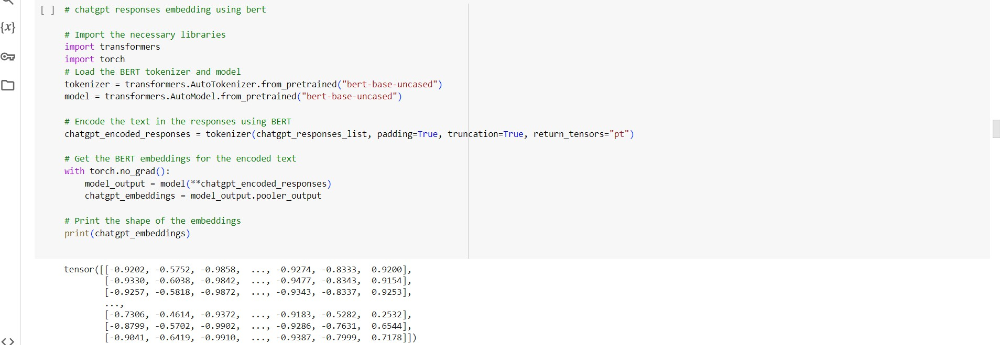 [ ] # chatgpt responses embedding using bert
{x}
# Import the necessary libraries
import transformers
import torch
# Load the BERT tokenizer and model
tokenizer = transformers.AutoTokenizer.from_pretrained("bert-base-uncased")
model = transformers.AutoModel.from_pretrained("bert-base-uncased")
# Encode the text in the responses using BERT
chatgpt_encoded_responses = tokenizer(chatgpt_responses_list, padding=True, truncation=True, return_tensors="pt")
# Get the BERT embeddings for the encoded text
with torch.no_grad():
    model_output = model(**chatgpt_encoded_responses)
    chatgpt_embeddings = model_output.pooler_output
# Print the shape of the embeddings
print(chatgpt_embeddings)
tensor([[-0.9202, -0.5752, -0.9858,  ..., -0.9274, -0.8333,  0.9200],
        [-0.9330, -0.6038, -0.9842,  ..., -0.9477, -0.8343,  0.9154],
        [-0.9257, -0.5818, -0.9872,  ..., -0.9343, -0.8337,  0.9253],
        ...,
        [-0.7306, -0.4614, -0.9372,  ..., -0.9183, -0.5282,  0.2532],
        [-0.8799, -0.5702, -0.9902,  ..., -0.9286, -0.7631,  0.6544],
        [-0.9041, -0.6419, -0.9910,  ..., -0.9387, -0.7999,  0.7178]])